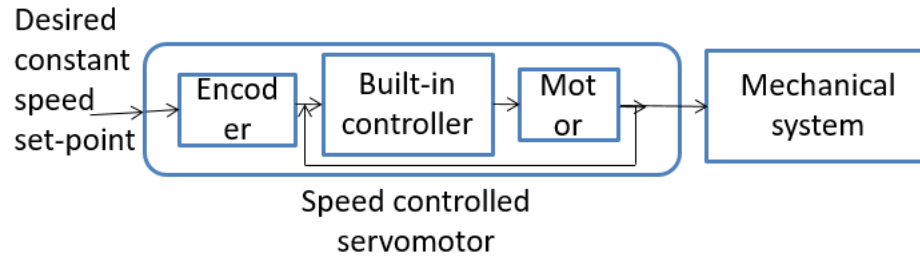 Desired
constant
speed
set-point
Encod
er
Built-in
controller
Mot
or
Mechanical
system
Speed controlled
servomotor